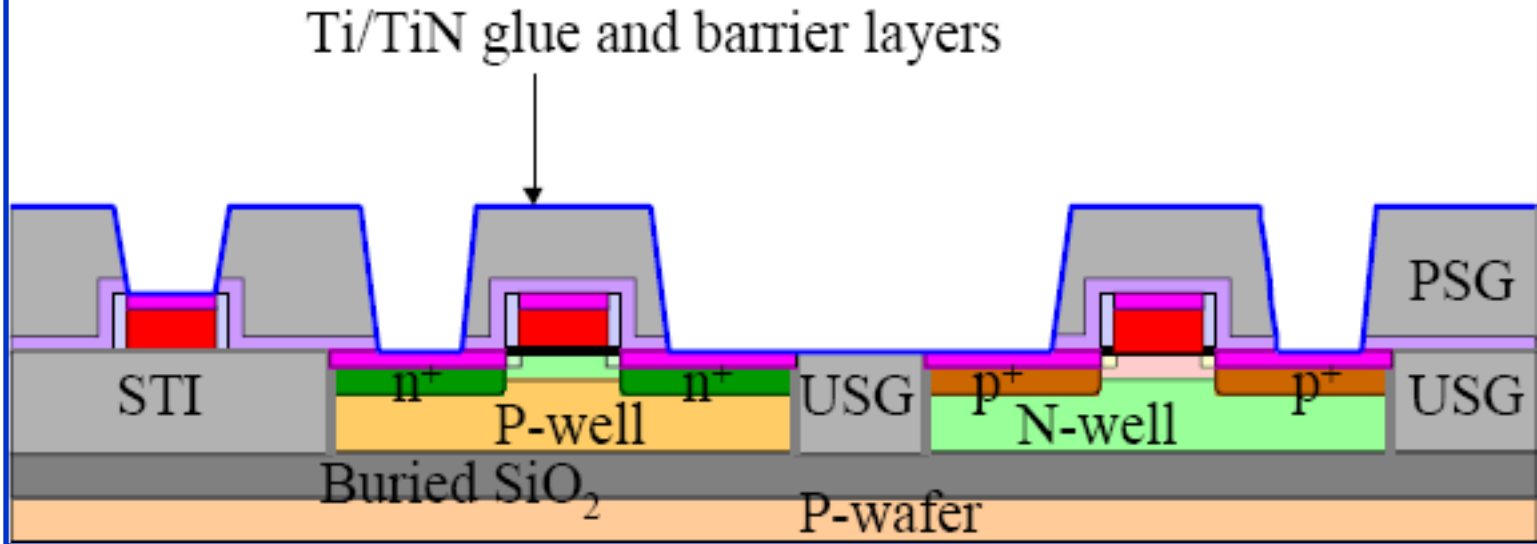 Ti/TiN glue and barrier layers
PSG
STI
n⁺
n⁺
USG
p⁺
p⁺
USG
P-well
N-well
Buried SiO₂
P-wafer